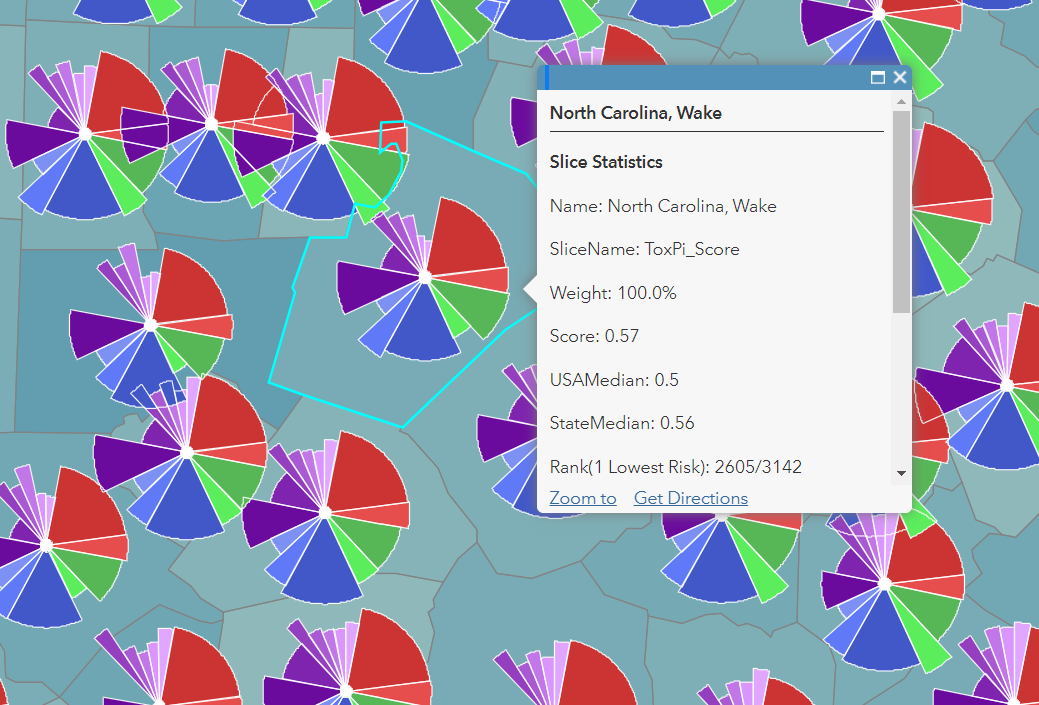 North Carolina, Wake
Slice Statistics
Name: North Carolina, Wake
SliceName: ToxPi_Score
Weight: 100.0%
Score: 0.57
USAMedian: 0.5
StateMedian: 0.56
Rank(1 Lowest Risk): 2605/3142
Zoom to Get Directions